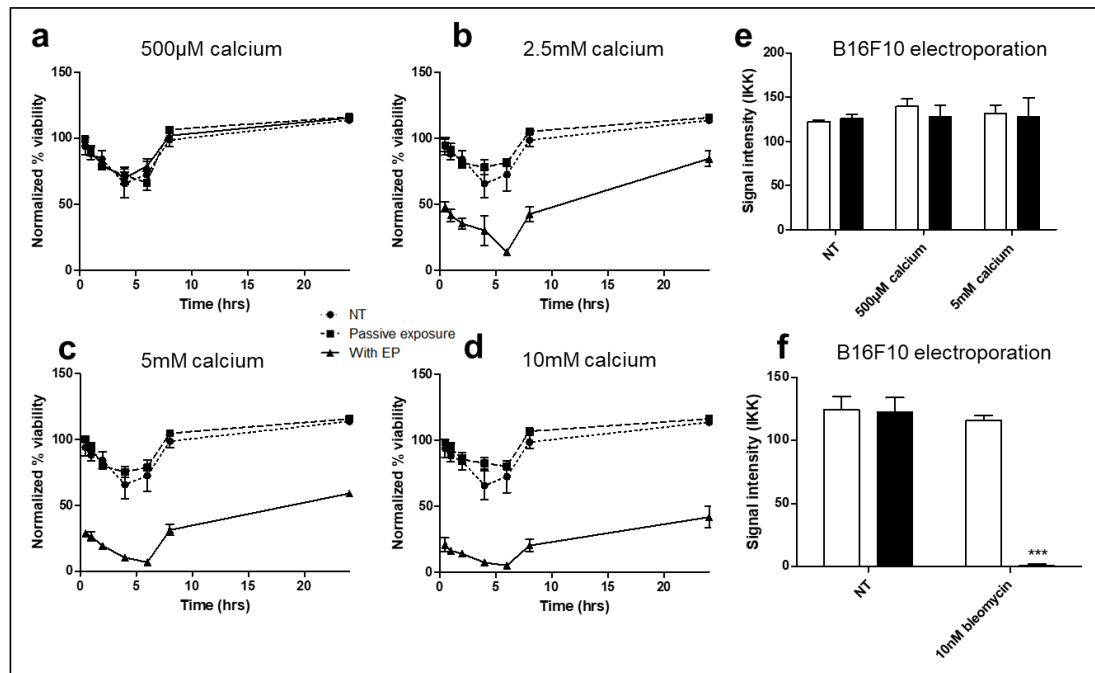 a
500µM calcium
Normalized % viability
150
100
50
0
0 5 10 15 20
Time (hrs)
b
2.5mM calcium
Normalized % viability
150
100
50
0
0 5 10 15 20
Time (hrs)
NT
Passive exposure
With EP
c
5mM calcium
Normalized % viability
150
100
50
0
0 5 10 15 20
Time (hrs)
d
10mM calcium
Normalized % viability
150
100
50
0
0 5 10 15 20
Time (hrs)
e
B16F10 electroporation
Signal intensity (IKK)
200
150
100
50
0
NT
500µM calcium
5mM calcium
f
B16F10 electroporation
Signal intensity (IKK)
150
100
50
0
***
NT
10nM bleomycin